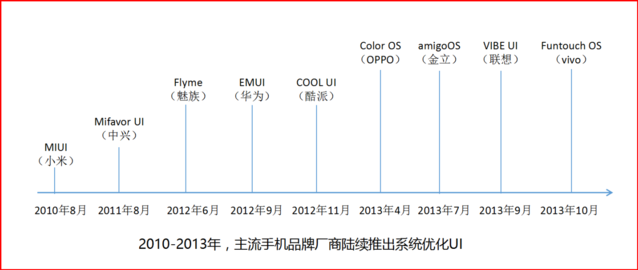 Color OS
（OPPO）
amigoOS
（金立）
VIBE UI
（联想）
Funtouch OS
（vivo）
Flyme
（魅族）
EMUI
（华为）
COOL UI
（酷派）
Mifavor UI
（中兴）
MIUI
（小米）
2010年8月 2011年8月 2012年6月 2012年9月 2012年11月 2013年4月 2013年7月 2013年9月 2013年10月
2010-2013年，主流手机品牌厂商陆续推出系统优化UI